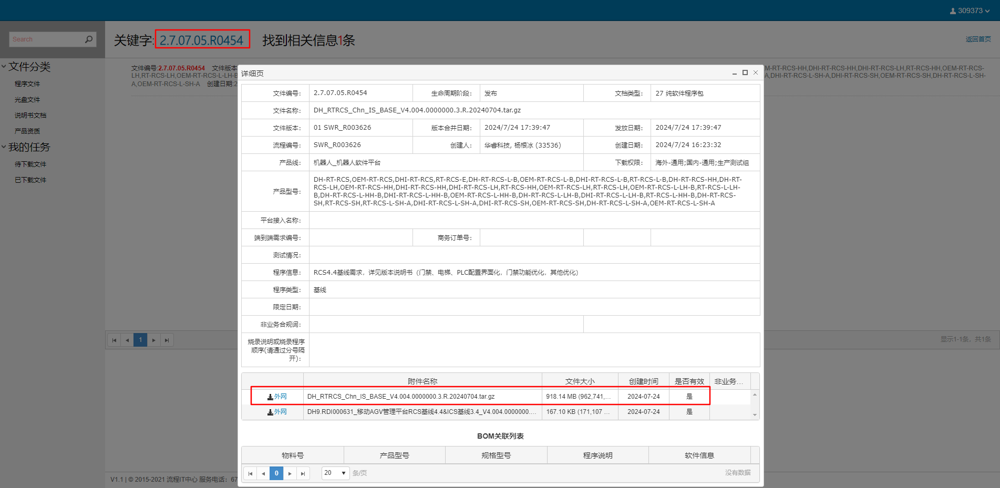 309373
Search
关键字: 2.7.07.05.R0454 找到相关信息1条
返回首页
文件分类
程序文件
光盘文件
说明书文档
产品资质
我的任务
待下载文件
已下载文件
文件编号:2.7.07.05.R0454 文件版本
M-RT-RCS-HH,DHI-RT-RCS-HH,DHI-RT-RCS-LH,RT-RCS-HH,OEM-RT-RCS-
LH,RT-RCS-LH,OEM-RT-RCS-L-LH-B
A,DHI-RT-RCS-L-SH-A,DHI-RT-RCS-SH,OEM-RT-RCS-SH,DH-RT-RCS-L-SH-
A,OEM-RT-RCS-L-SH-A 创建日期:2
详细页
文件编号: 2.7.07.05.R0454 生命周期阶段: 发布 文档类型: 27 纯软件程序包
文件名称: DH_RTRCS_Chn_IS_BASE_V4.004.0000000.3.R.20240704.tar.gz
文件版本: 01 SWR_R003626 版本合并日期: 2024/7/24 17:39:47 发放日期: 2024/7/24 17:39:47
流程编号: SWR_R003626 创建人: 华睿科技, 杨根冰 (33536) 创建日期: 2024/7/24 16:23:32
产品线: 机器人_机器人软件平台 下载权限: 海外-通用;国内-通用;生产测试组
产品型号:
DH-RT-RCS,OEM-RT-RCS,DHI-RT-RCS,RT-RCS-E,DH-RT-RCS-L-B,OEM-RT-RCS-L-B,DHI-RT-RCS-L-B,RT-RCS-L-B,DH-RT-RCS-HH,DH-RT-
RCS-LH,OEM-RT-RCS-HH,DHI-RT-RCS-HH,DHI-RT-RCS-LH,RT-RCS-HH,OEM-RT-RCS-LH,RT-RCS-LH,OEM-RT-RCS-L-LH-B,RT-RCS-L-LH-
B,DH-RT-RCS-L-HH-B,DHI-RT-RCS-L-HH-B,OEM-RT-RCS-L-HH-B,DH-RT-RCS-L-LH-B,DHI-RT-RCS-L-LH-B,RT-RCS-L-HH-B,DH-RT-RCS-
SH,RT-RCS-SH,RT-RCS-L-SH-A,DHI-RT-RCS-L-SH-A,DHI-RT-RCS-SH,OEM-RT-RCS-SH,DH-RT-RCS-L-SH-A,OEM-RT-RCS-L-SH-A
平台接入名称:
端到端需求编号: 商务订单号:
测试情况:
程序信息: RCS4.4基线需求，详见版本说明书（门禁、电梯、PLC配置界面化，门禁功能优化，其他优化）
程序类型: 基线
限定日期:
非业务合规词:
烧录说明或烧录程序
顺序(请通过分号隔
开):
附件名称 文件大小 创建时间 是否有效 非业务...
外网 DH_RTRCS_Chn_IS_BASE_V4.004.0000000.3.R.20240704.tar.gz 918.14 MB (962,741,... 2024-07-24 是
外网 DH9.RDI000631_移动AGV管理平台RCS基线4.4&ICS基线3.4_V4.004.0000000.... 167.10 KB (171,107 ... 2024-07-24 是
BOM关联列表
物料号 产品型号 规格型号 程序说明 软件信息
0 20 条/页 没有数据
1 显示1-1条，共1条
V1.1 | © 2015-2021 流程IT中心 服务电话：67